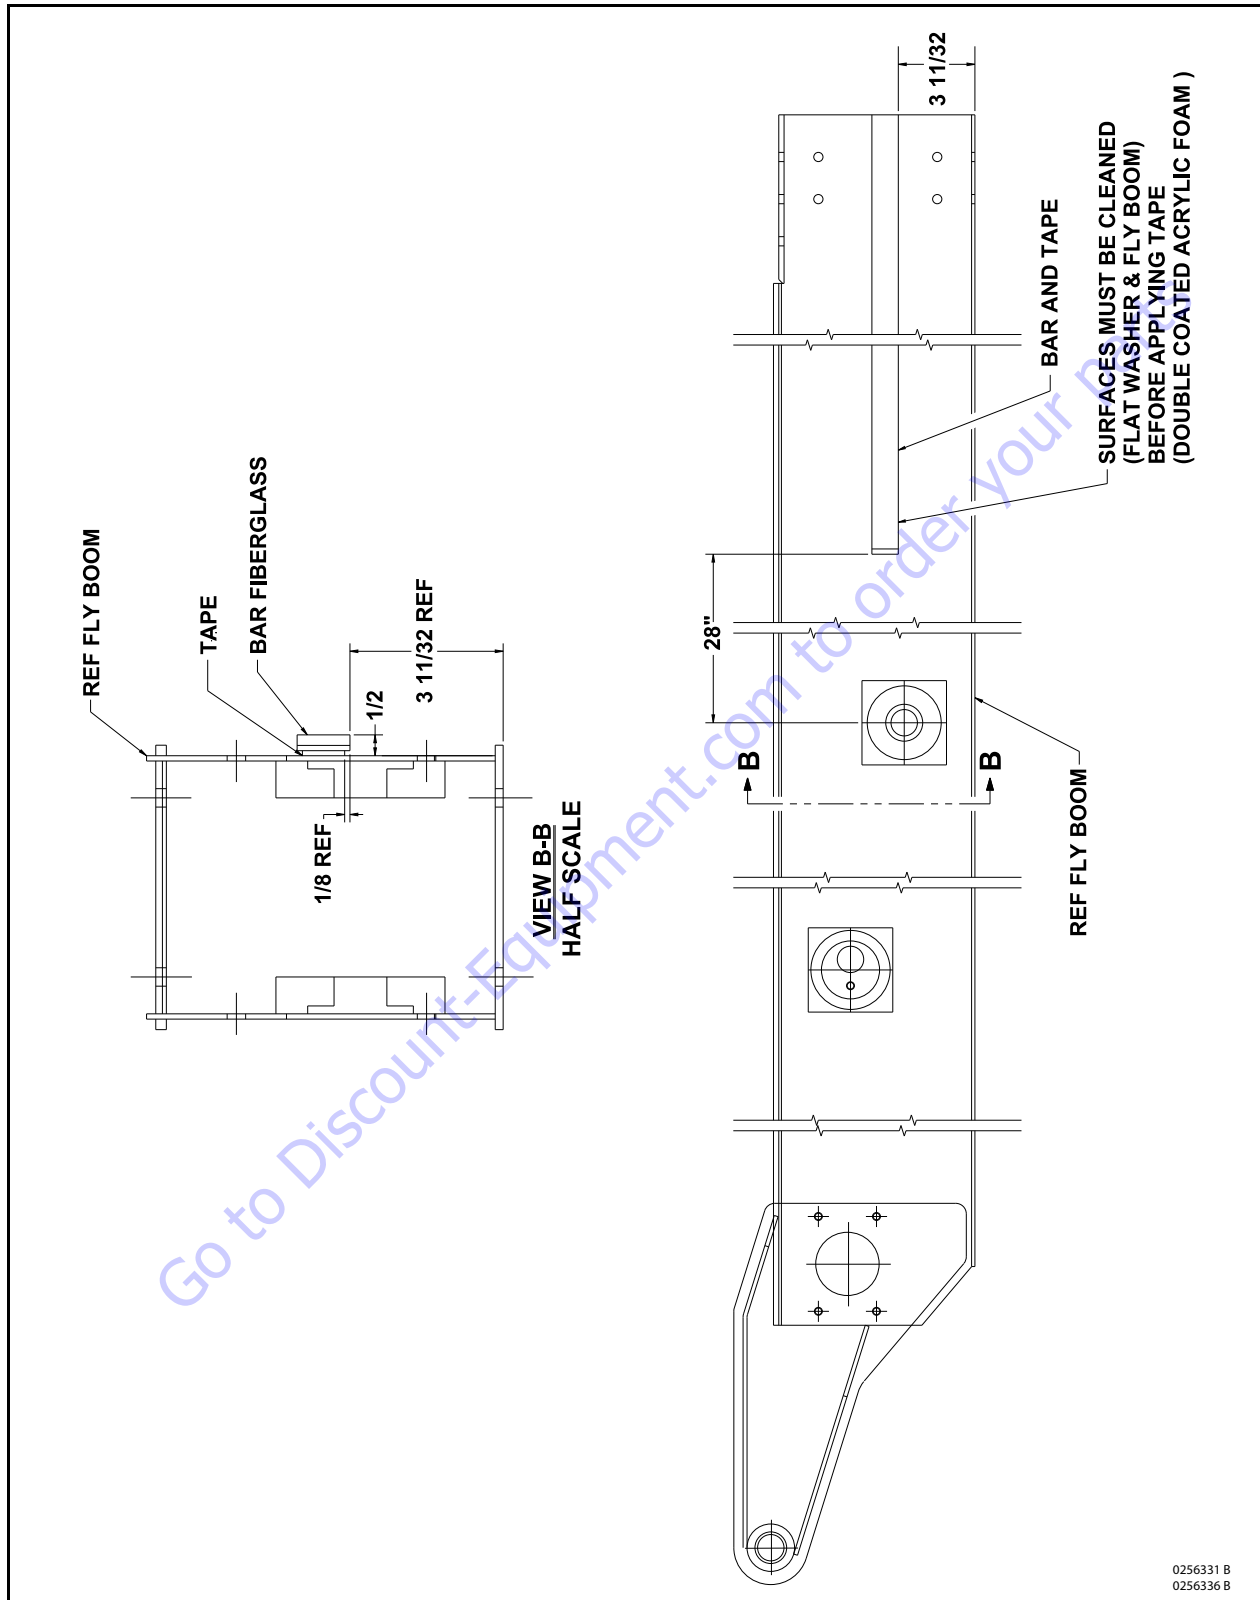 REF FLY BOOM
TAPE
BAR FIBERGLASS
3 11/32 REF
1/2
1/8 REF
VIEW B-B
HALF SCALE
3 11/32
BAR AND TAPE
SURFACES MUST BE CLEANED
(FLAT WASHER & FLY BOOM)
BEFORE APPLYING TAPE
(DOUBLE COATED ACRYLIC FOAM )
28"
B
B
REF FLY BOOM
Go to Discount-Equipment.com to order your parts
0256331 B
0256336 B